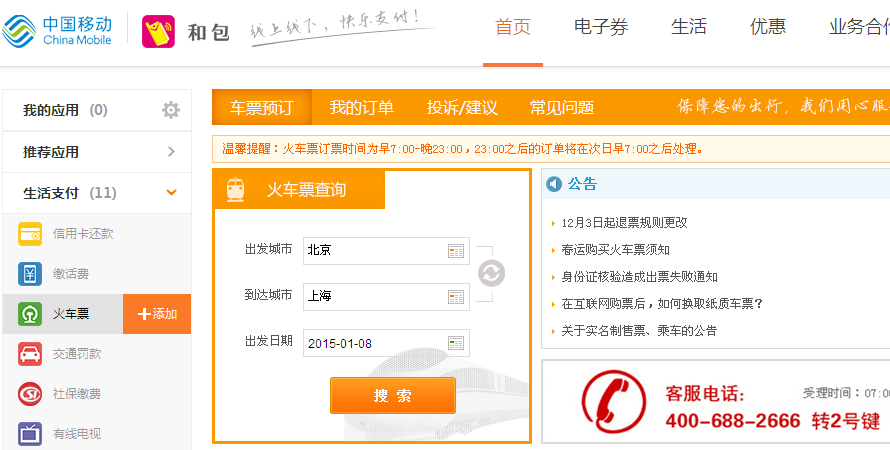 中国移动
China Mobile
和包
线上线下，快乐支付！
首页 电子券 生活 优惠 业务合
我的应用 (0)
推荐应用
生活支付 (11)
信用卡还款
缴话费
火车票 添加
交通罚款
社保缴费
有线电视
车票预订 我的订单 投诉/建议 常见问题
保障您的出行，我们用心服
温馨提醒：火车票订票时间为早7:00-晚23:00，23:00之后的订单将在次日早7:00之后处理。
火车票查询
出发城市 北京
到达城市 上海
出发日期 2015-01-08
搜 索
公告
12月3日起退票规则更改
春运购买火车票须知
身份证核验造成出票失败通知
在互联网购票后，如何换取纸质车票？
关于实名制售票、乘车的公告
客服电话: 受理时间：07:00
400-688-2666 转2号键